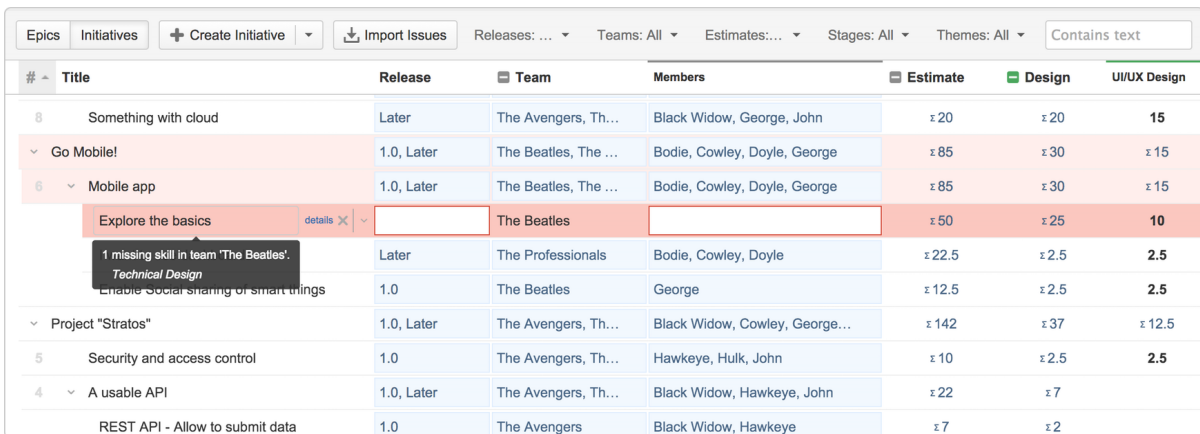 Epics Initiatives Create Initiative Import Issues Releases: ... Teams: All Estimates:... Stages: All Themes: All Contains text
# Title Release Team Members Estimate Design UI/UX Design
8 Something with cloud Later The Avengers, Th... Black Widow, George, John Σ 20 Σ 20 15
Go Mobile! 1.0, Later The Beatles, The ... Bodie, Cowley, Doyle, George Σ 85 Σ 30 Σ 15
6 Mobile app 1.0, Later The Beatles, The ... Bodie, Cowley, Doyle, George Σ 85 Σ 30 Σ 15
Explore the basics details The Beatles Σ 50 Σ 25 10
1 missing skill in team 'The Beatles'.
Technical Design
Later The Professionals Bodie, Cowley, Doyle Σ 22.5 Σ 2.5 2.5
Enable Social sharing of smart things 1.0 The Beatles George Σ 12.5 Σ 2.5 2.5
Project "Stratos" 1.0, Later The Avengers, Th... Black Widow, Cowley, George... Σ 142 Σ 37 Σ 12.5
5 Security and access control 1.0 The Avengers, Th... Hawkeye, Hulk, John Σ 10 Σ 2.5 2.5
4 A usable API 1.0, Later The Avengers, Th... Black Widow, Hawkeye, John Σ 22 Σ 7
REST API - Allow to submit data 1.0 The Avengers Black Widow, Hawkeye Σ 7 Σ 2